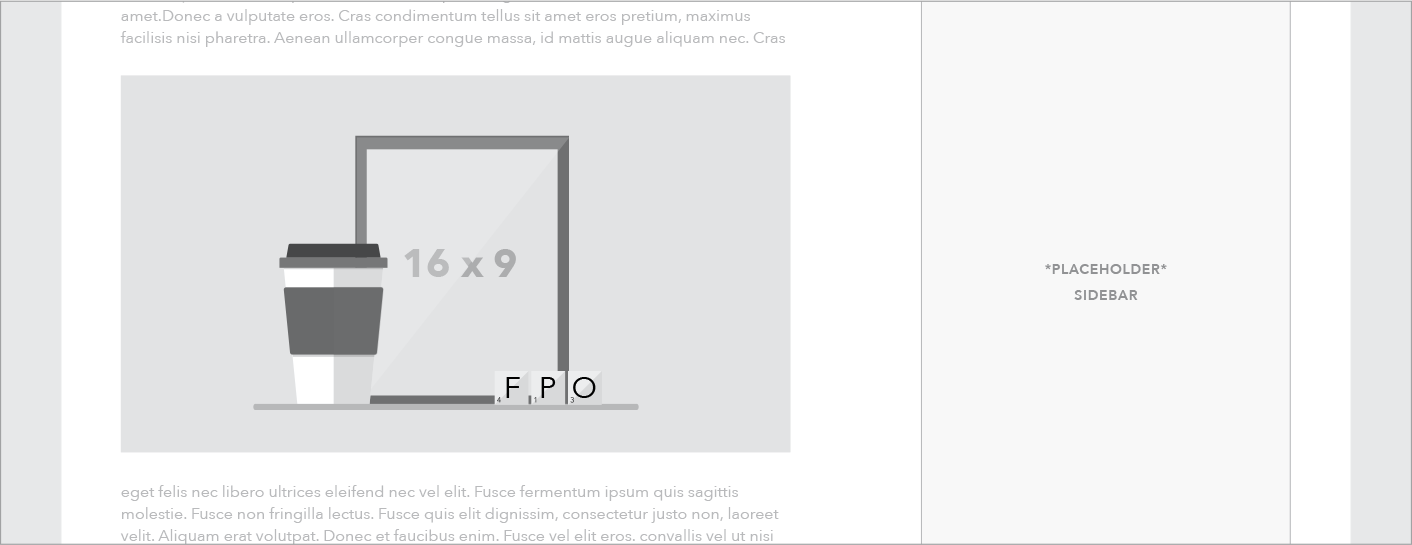 amet.Donec a vulputate eros. Cras condimentum tellus sit amet eros pretium, maximus
facilisis nisi pharetra. Aenean ullamcorper congue massa, id mattis augue aliquam nec. Cras
16 x 9
F P O
4 1 3
eget felis nec libero ultrices eleifend nec vel elit. Fusce fermentum ipsum quis sagittis
molestie. Fusce non fringilla lectus. Fusce quis elit dignissim, consectetur justo non, laoreet
velit. Aliquam erat volutpat. Donec et faucibus enim. Fusce vel elit eros. convallis vel ut nisi
*PLACEHOLDER*
SIDEBAR